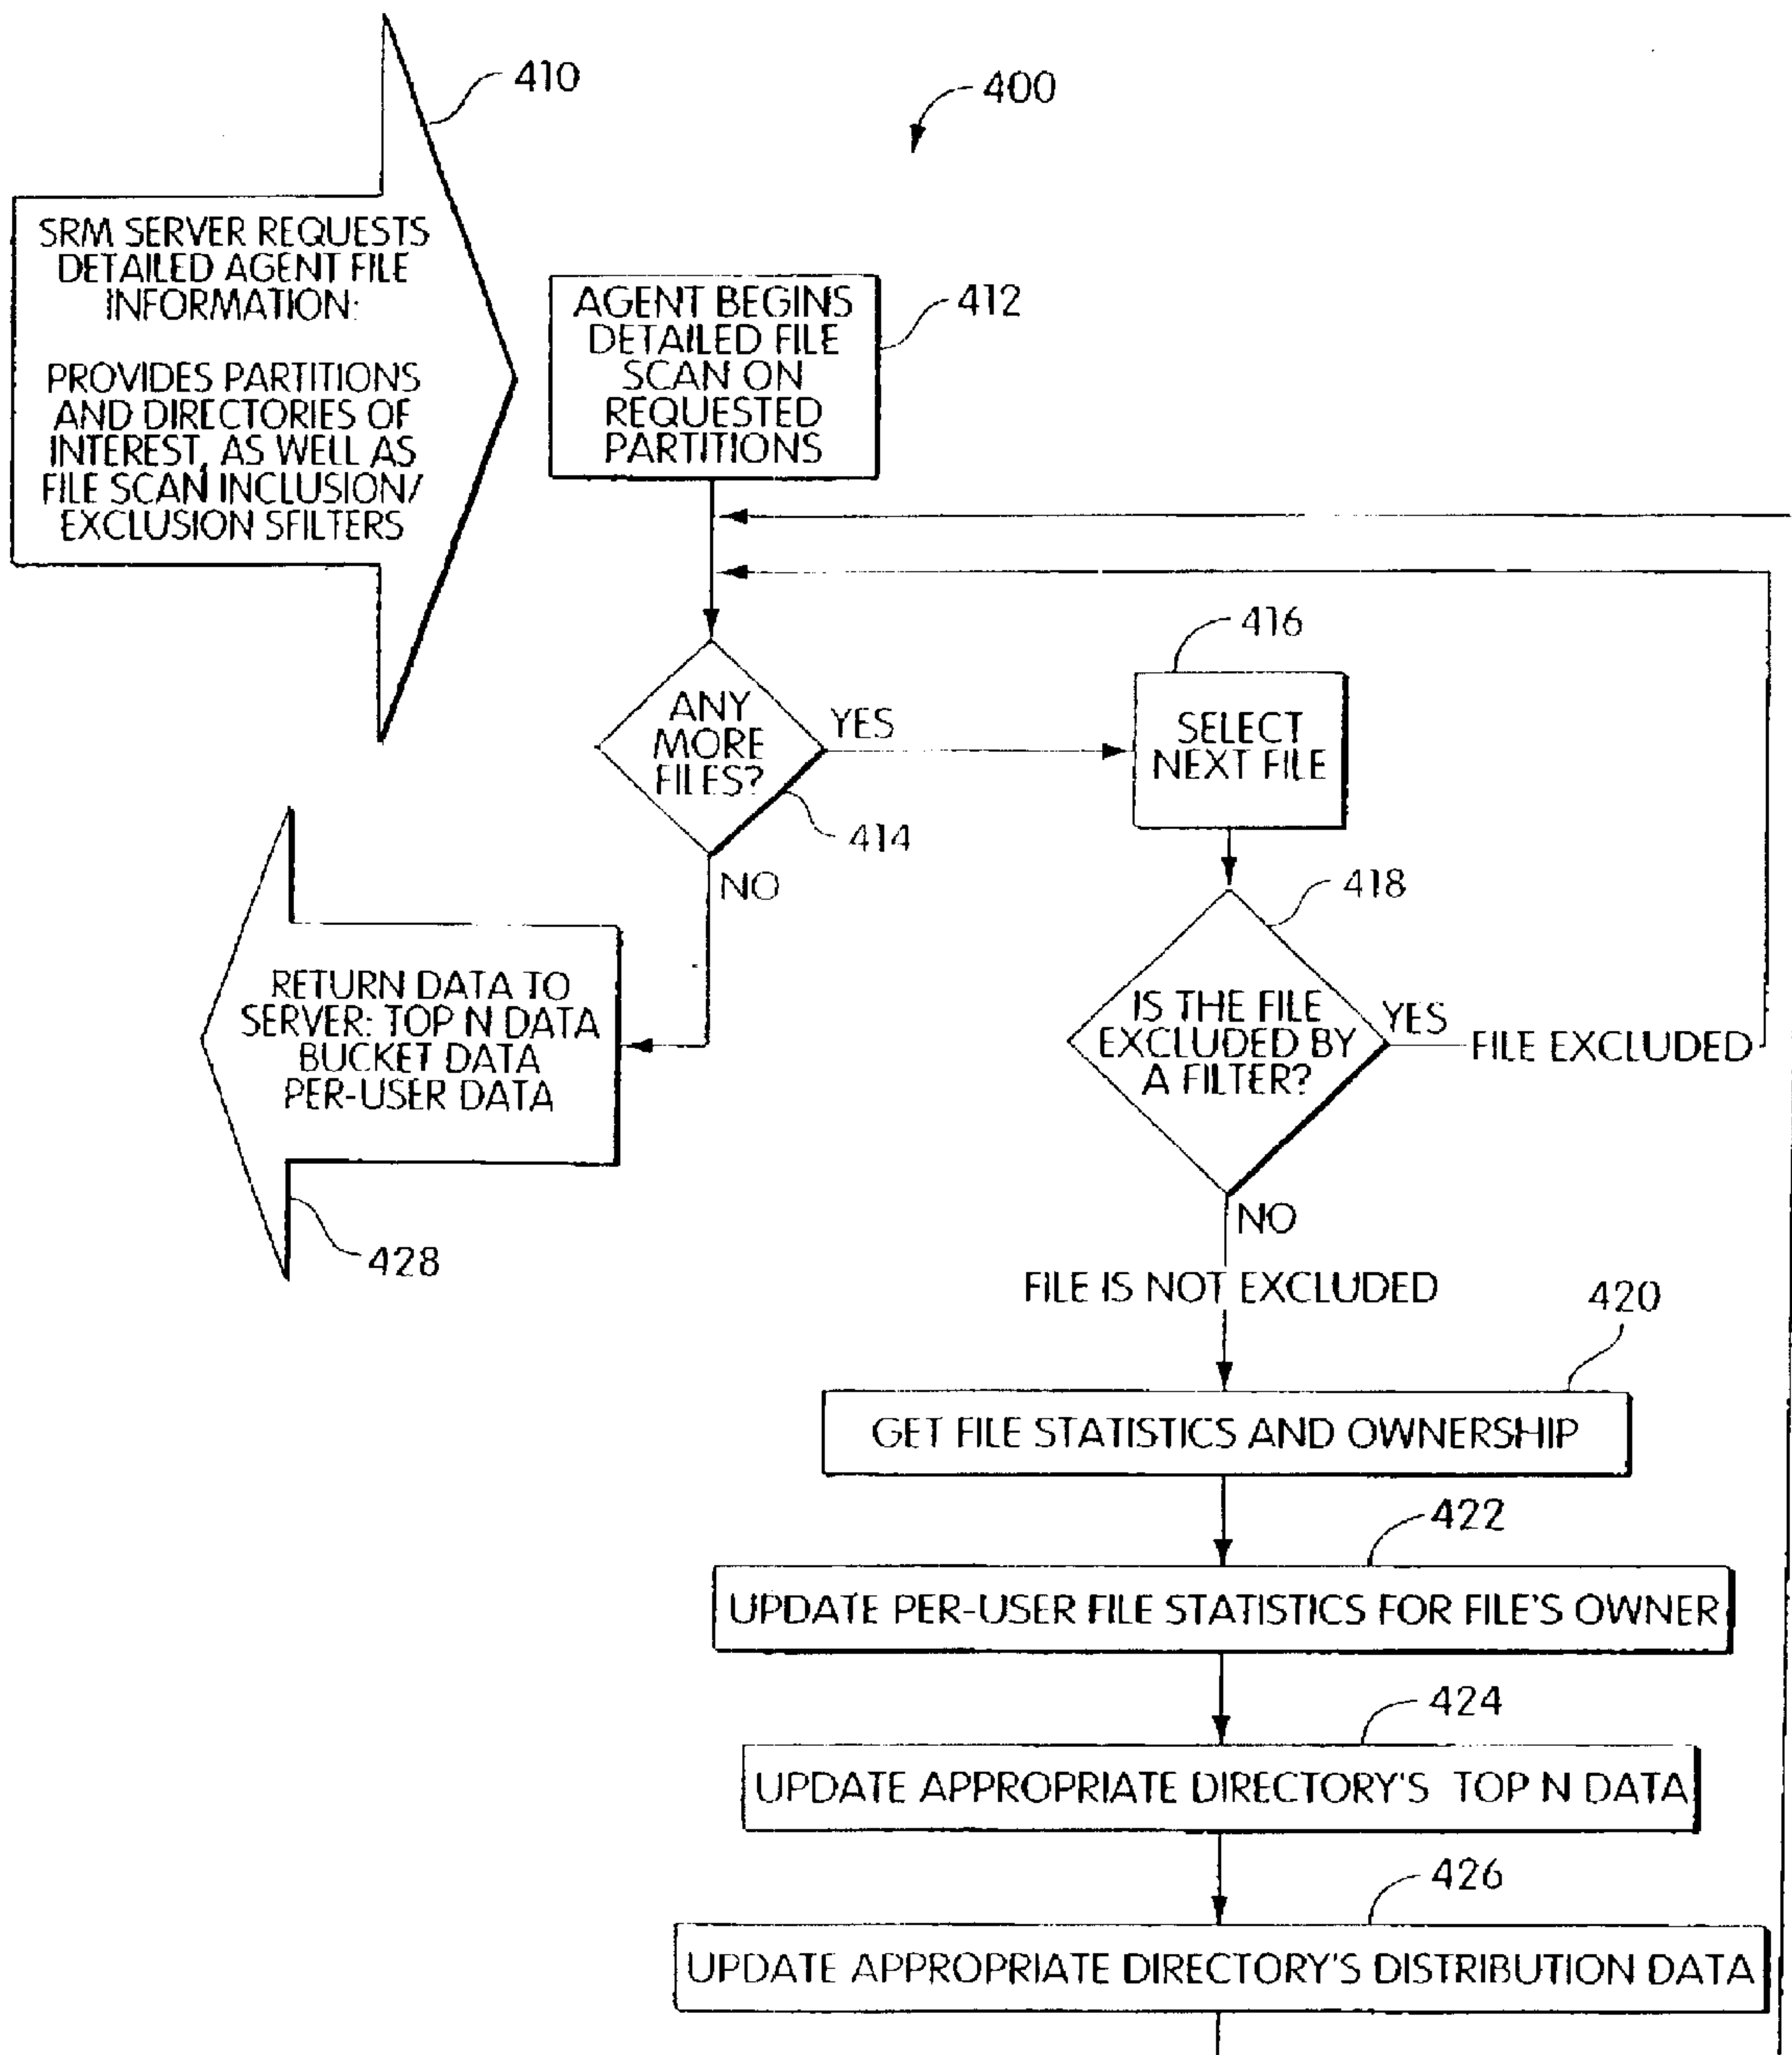 410
400
SRM SERVER REQUESTS
DETAILED AGENT FILE
INFORMATION:
PROVIDES PARTITIONS
AND DIRECTORIES OF
INTEREST, AS WELL AS
FILE SCAN INCLUSION/
EXCLUSION SFILTERS
AGENT BEGINS
DETAILED FILE
SCAN ON
REQUESTED
PARTITIONS
412
ANY
MORE
FILES?
YES
414
NO
416
SELECT
NEXT FILE
418
IS THE FILE
EXCLUDED BY
A FILTER?
YES
FILE EXCLUDED
NO
FILE IS NOT EXCLUDED
RETURN DATA TO
SERVER: TOP N DATA
BUCKET DATA
PER-USER DATA
428
420
GET FILE STATISTICS AND OWNERSHIP
422
UPDATE PER-USER FILE STATISTICS FOR FILE'S OWNER
424
UPDATE APPROPRIATE DIRECTORY'S TOP N DATA
426
UPDATE APPROPRIATE DIRECTORY'S DISTRIBUTION DATA